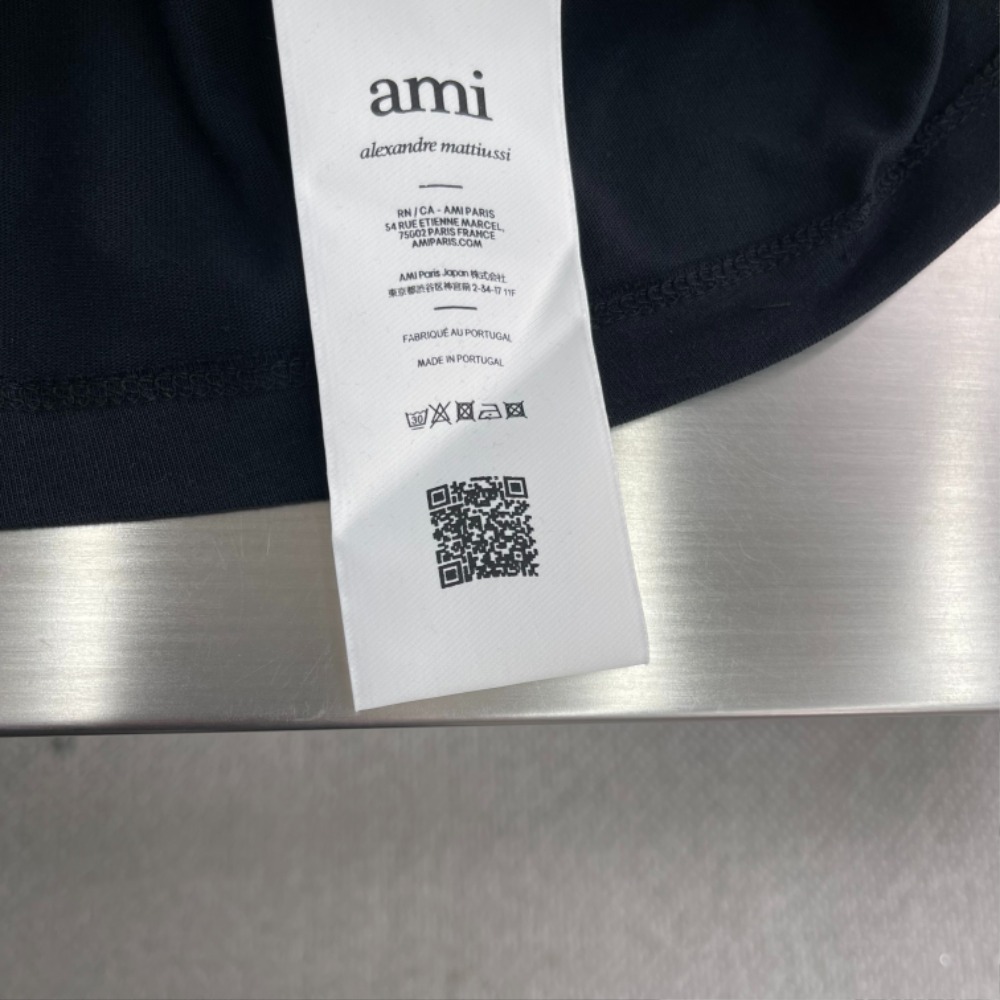 ami
alexandre mattiussi
RN / CA - AMI PARIS
54 RUE ETIENNE MARCEL,
75002 PARIS FRANCE
AMIPARIS.COM
AMI Paris Japan 株式会社
東京都渋谷区神宮前 2-34-17 11F
FABRIQUÉ AU PORTUGAL
MADE IN PORTUGAL
30